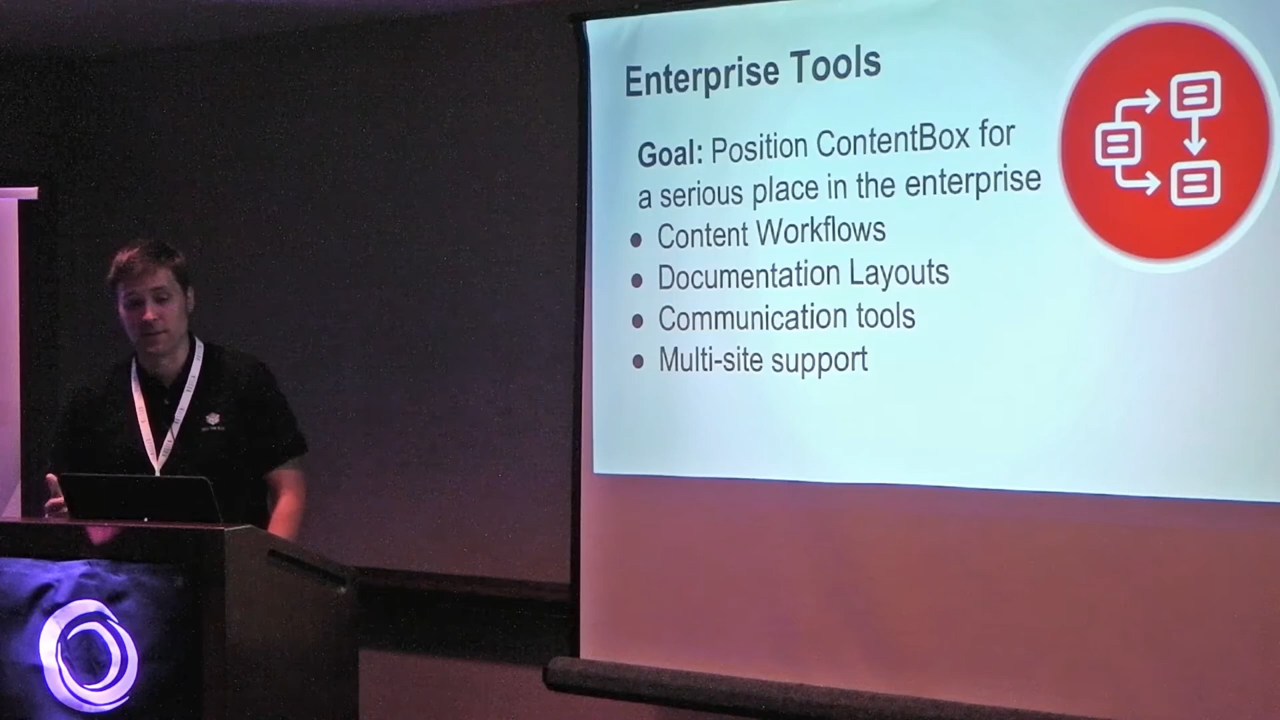 Enterprise Tools
Goal: Position ContentBox for
a serious place in the enterprise
● Content Workflows
● Documentation Layouts
● Communication tools
● Multi-site support